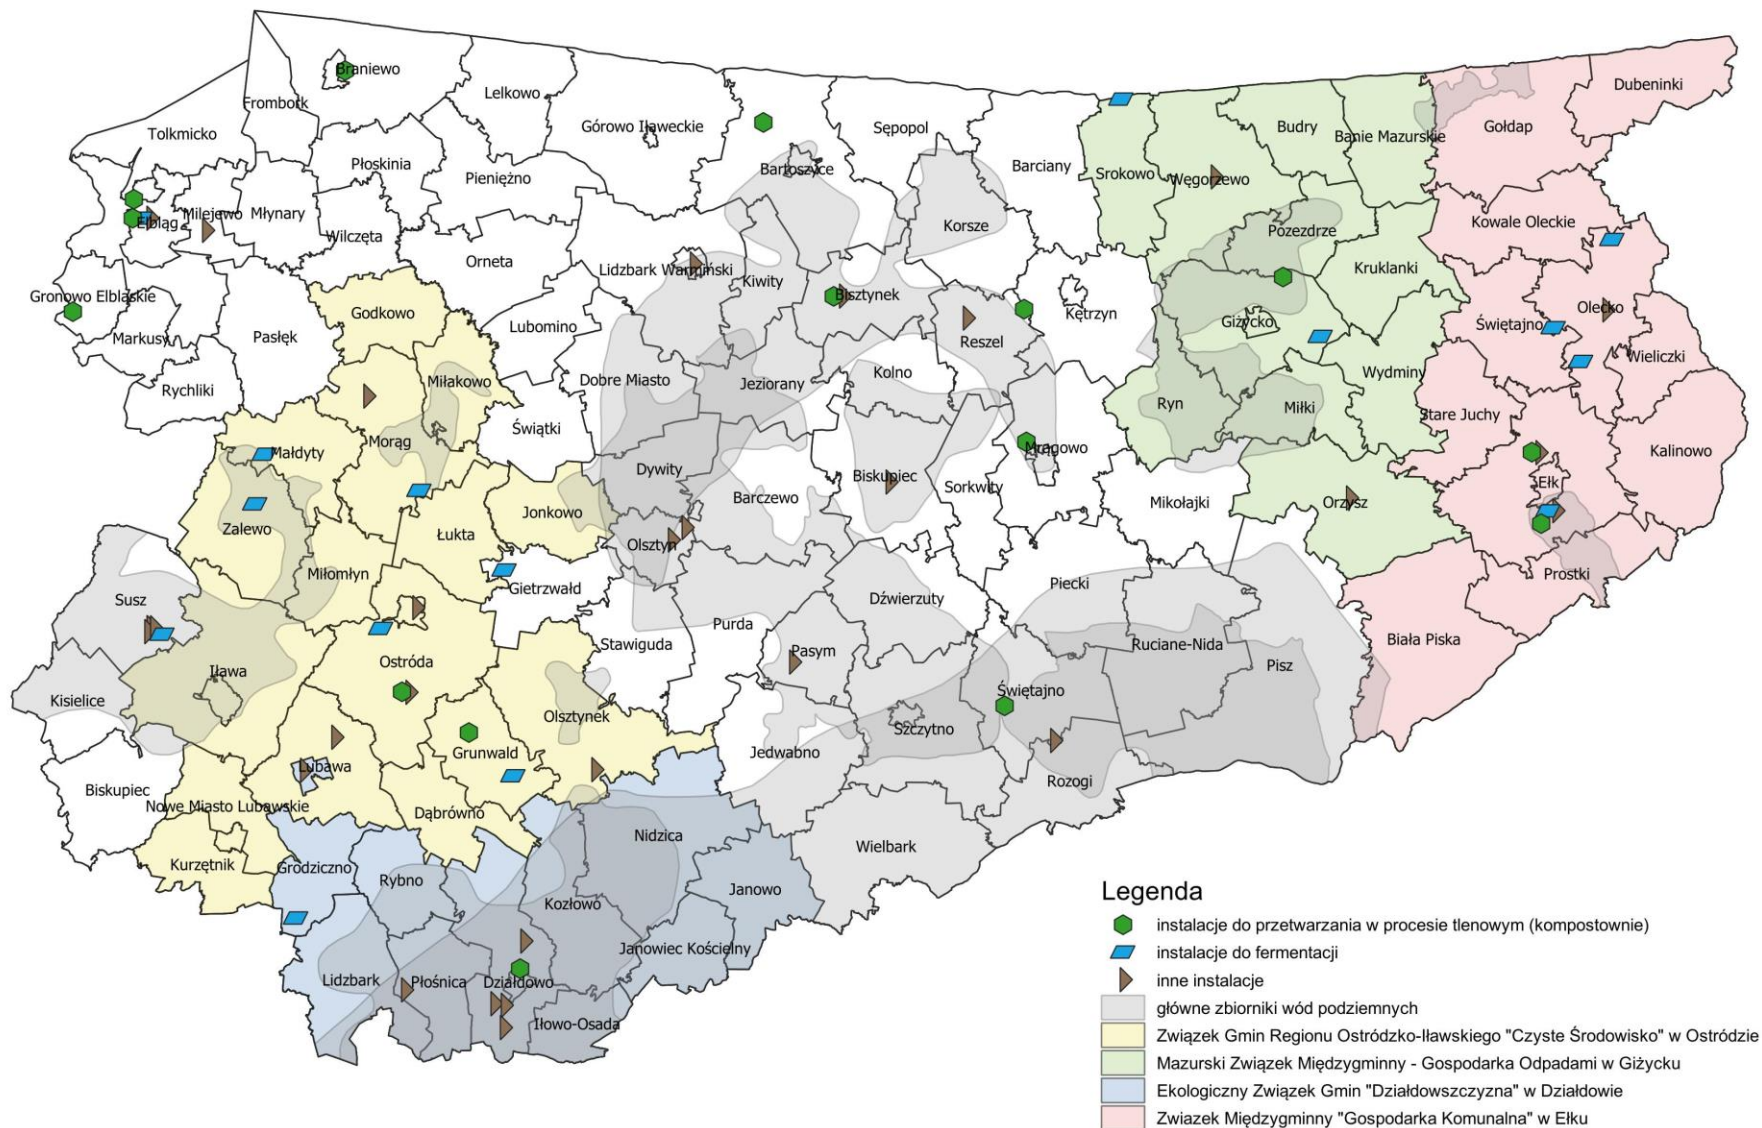 Braniewo
Lelkowo
Dubeninki
Frombork
Tolkmicko
Górowo Iławeckie
Sępopol
Budry
Banie Mazurskie
Gołdap
Płoskinia
Bartoszyce
Barciany
Srokowo
Węgorzewo
Pieniężno
Milejewo
Młynary
Elbląg
Wilczęta
Korsze
Pozezdrze
Kowale Oleckie
Orneta
Lidzbark Warmiński
Kiwity
Kruklanki
Gronowo Elbląskie
Bisztynek
Godkowo
Kętrzyn
Giżycko
Olecko
Markusy
Pasłęk
Lubomino
Reszel
Świętajno
Wieliczki
Rychliki
Miłakowo
Dobre Miasto
Jeziorany
Kolno
Wydminy
Ryn
Miłki
Stare Juchy
Świątki
Morąg
Małdyty
Mrągowo
Kalinowo
Dywity
Biskupiec
Barczewo
Sorkwity
Mikołajki
Orzysz
Ełk
Jonkowo
Zalewo
Łukta
Olsztyn
Miłomłyn
Gietrzwałd
Piecki
Prostki
Susz
Dźwierzuty
Purda
Stawiguda
Pasym
Ruciane-Nida
Biała Piska
Ostróda
Iława
Pisz
Świętajno
Kisielice
Olsztynek
Szczytno
Jedwabno
Grunwald
Lubawa
Rozogi
Biskupiec
Nowe Miasto Lubawskie
Dąbrówno
Nidzica
Wielbark
Kurzętnik
Grodziczno
Rybno
Janowo
Kozłowo
Janowiec Kościelny
Lidzbark
Płośnica
Działdowo
Iłowo-Osada
Legenda
instalacje do przetwarzania w procesie tlenowym (kompostownie)
instalacje do fermentacji
inne instalacje
główne zbiorniki wód podziemnych
Związek Gmin Regionu Ostródzko-Iławskiego "Czyste Środowisko" w Ostródzie
Mazurski Związek Międzygminny - Gospodarka Odpadami w Giżycku
Ekologiczny Związek Gmin "Działdowszczyzna" w Działdowie
Zwiazek Międzygminny "Gospodarka Komunalna" w Ełku